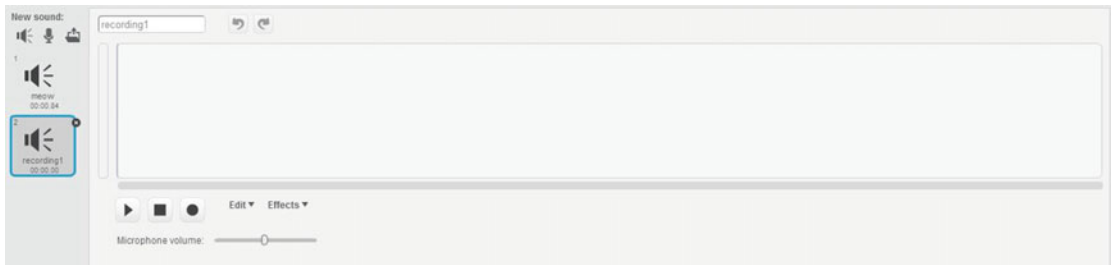 New sound:
recording1
1
meow
00:00.84
2
recording1
00:00.00
Edit ▾ Effects ▾
Microphone volume: